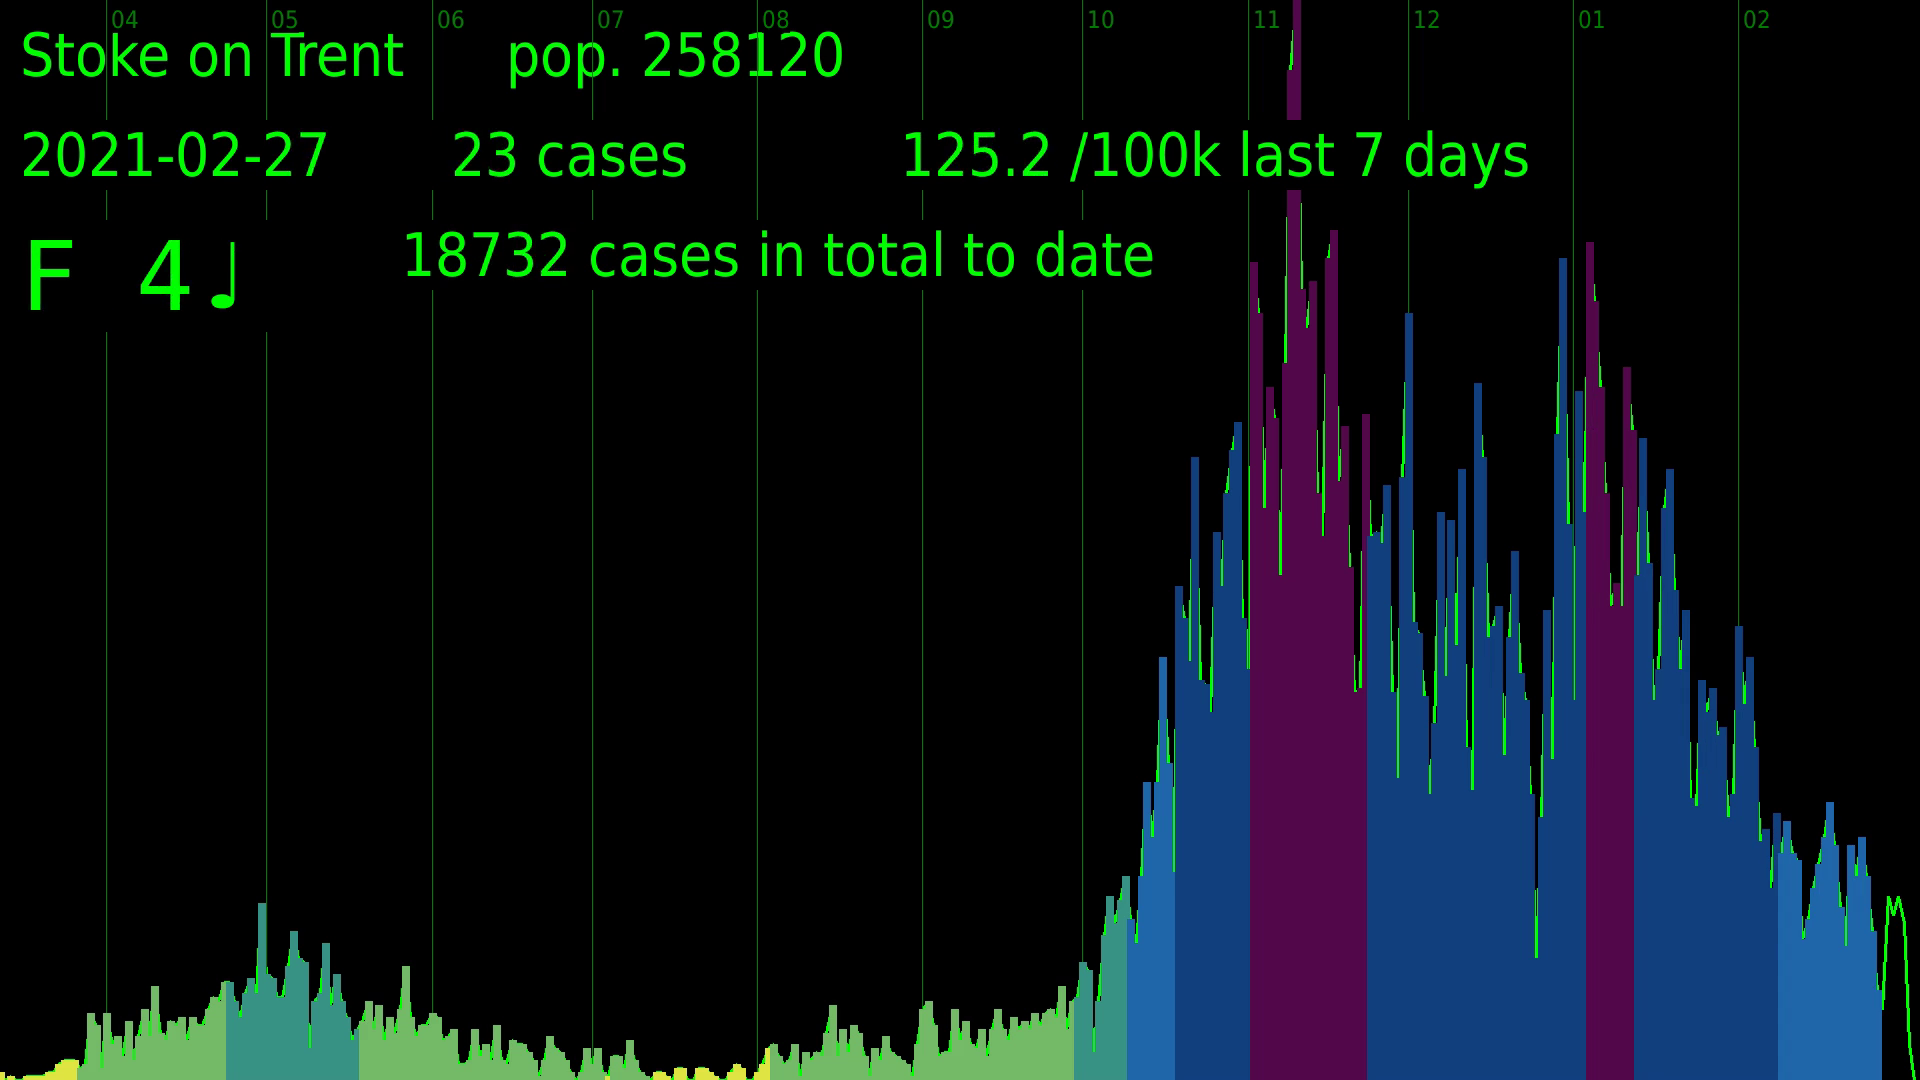 04 05 06 07 08 09 10 11 12 01 02
Stoke on Trent pop. 258120
2021-02-27 23 cases 125.2 /100k last 7 days
F 4♩ 18732 cases in total to date